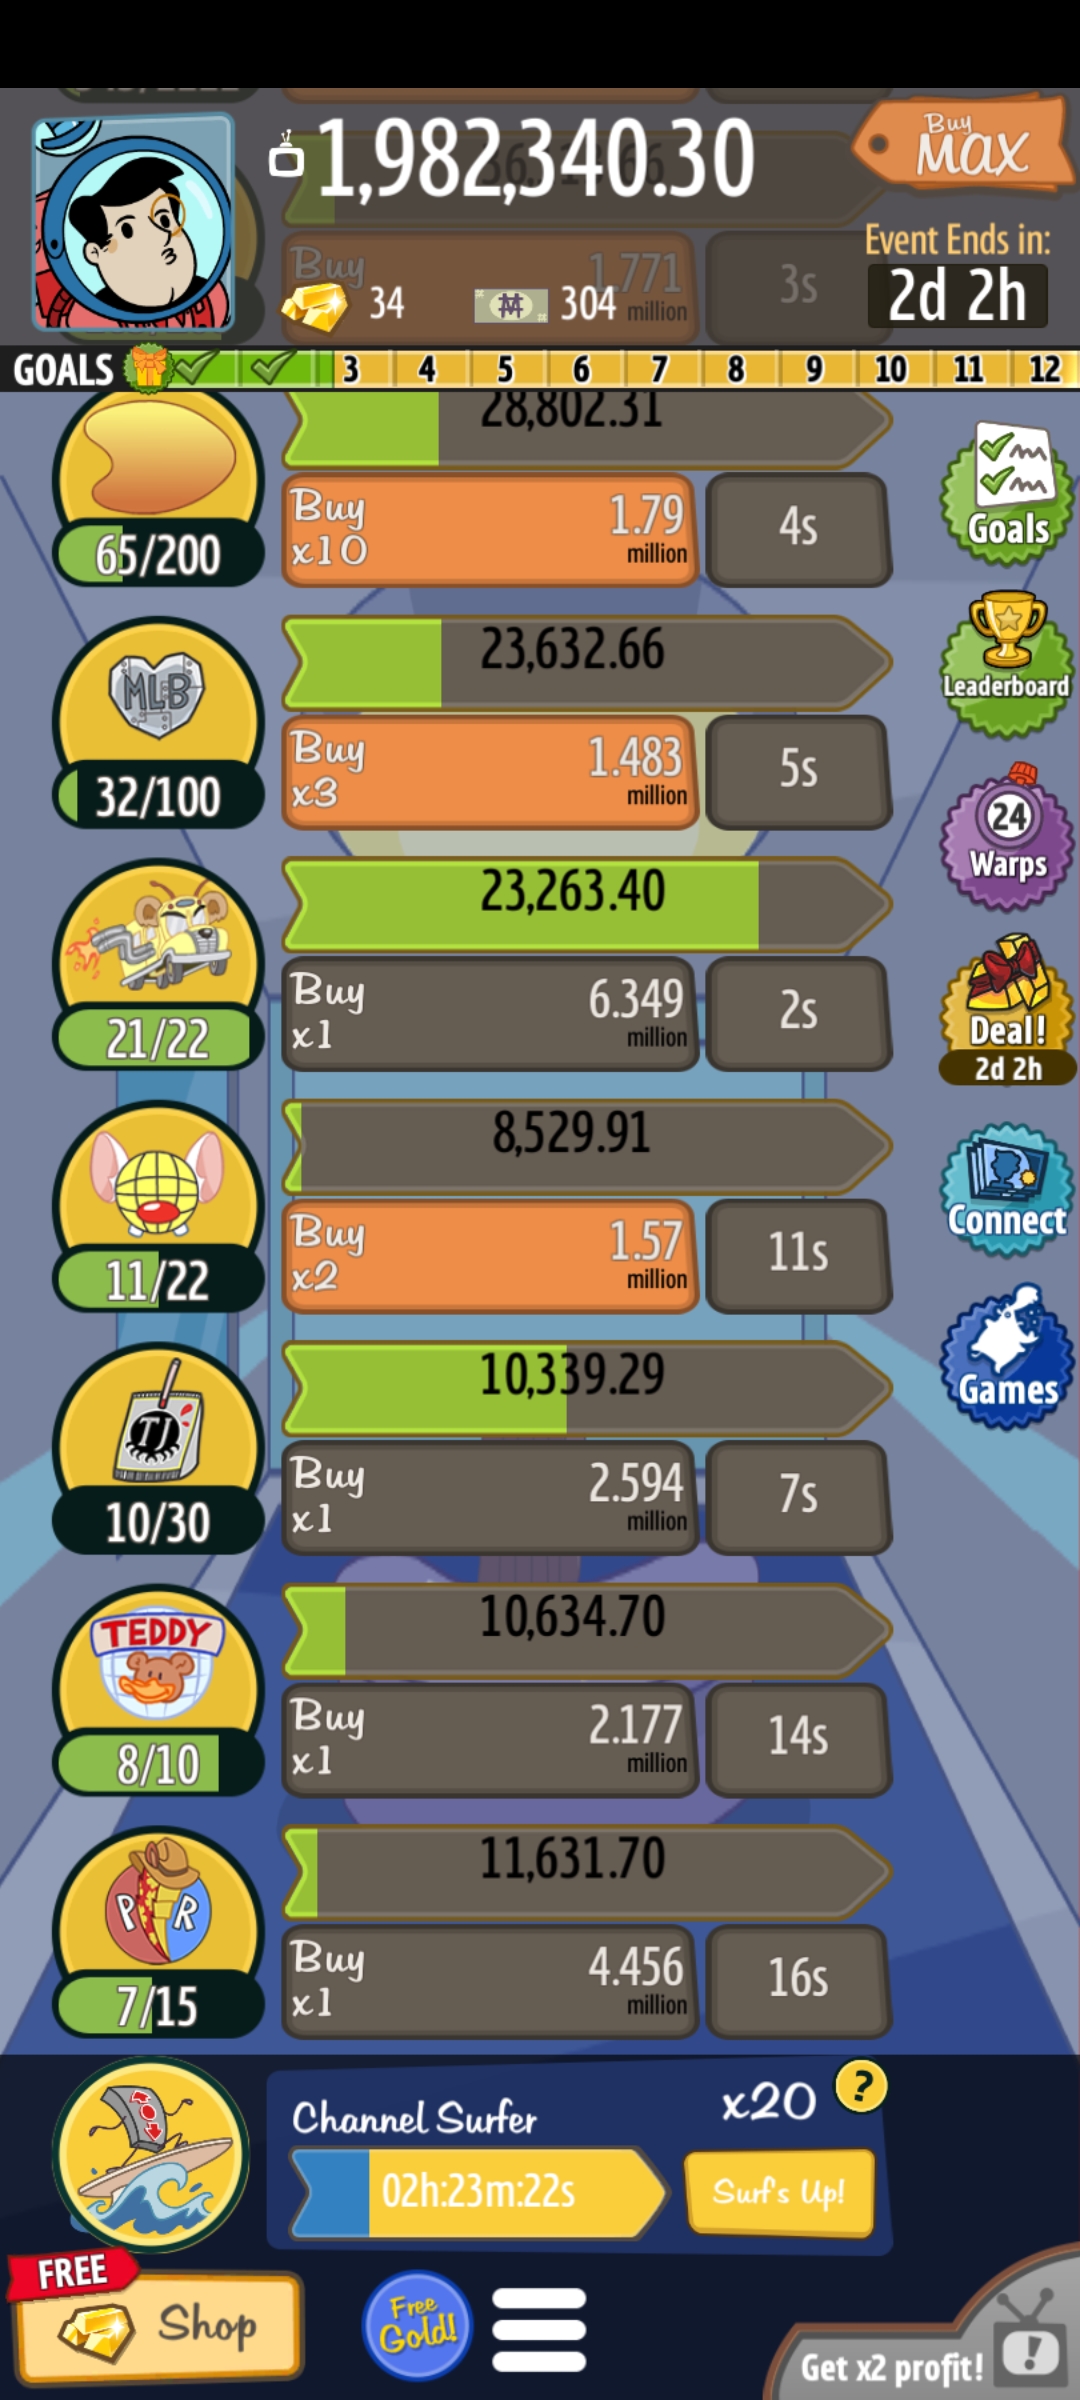 1,982,340.30
Buy
MAX
Buy
1.771
million
3s
34
304
Event Ends in:
2d 2h
GOALS
3
4
5
6
7
8
9
10
11
12
28,802.31
65/200
Buy
x10
1.79
million
4s
Goals
MLB
32/100
23,632.66
Buy
x3
1.483
million
5s
Leaderboard
24
Warps
21/22
23,263.40
Buy
x1
6.349
million
2s
Deal!
2d 2h
11/22
8,529.91
Buy
x2
1.57
million
11s
Connect
TJ
10/30
10,339.29
Buy
x1
2.594
million
7s
Games
TEDDY
8/10
10,634.70
Buy
x1
2.177
million
14s
P R
7/15
11,631.70
Buy
x1
4.456
million
16s
Channel Surfer
x20
?
02h:23m:22s
Surf's Up!
FREE
Shop
Free
Gold!
Get x2 profit!